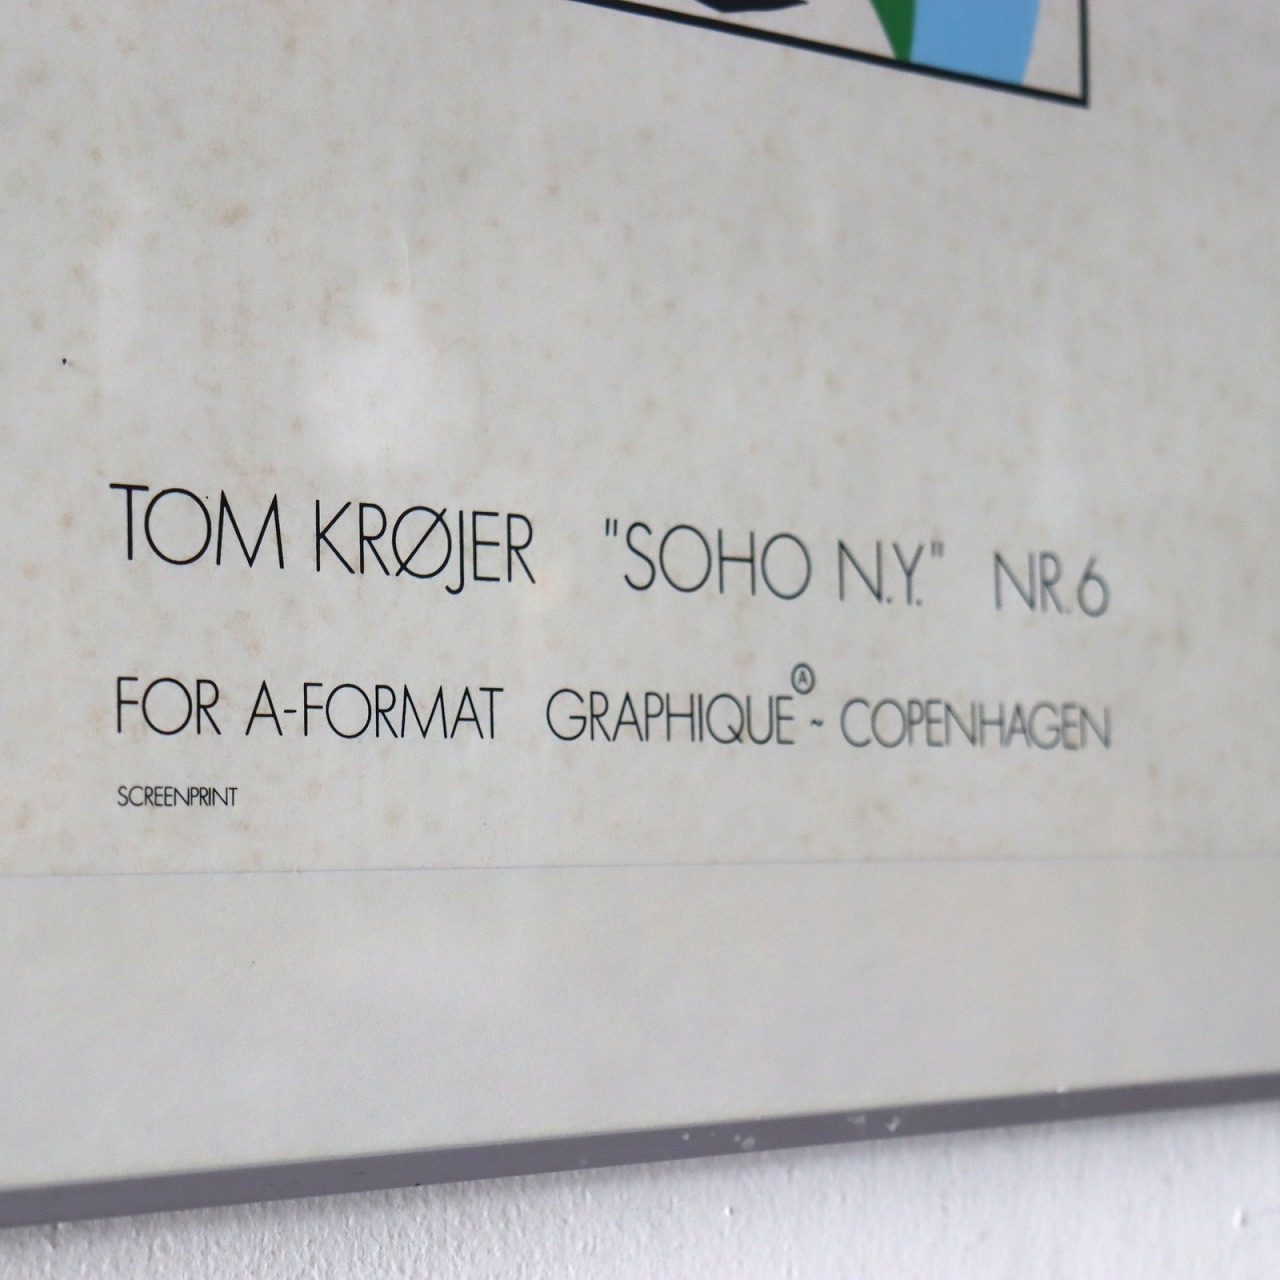 TOM KRØJER "SOHO N.Y." NR. 6
FOR A-FORMAT GRAPHIQUE Ⓐ ~ COPENHAGEN
SCREENPRINT